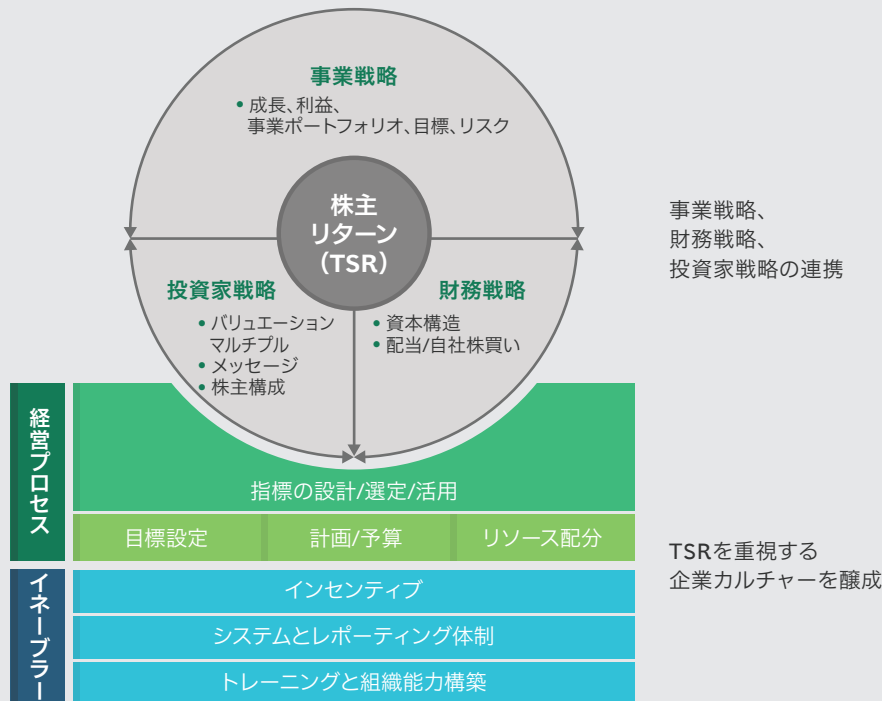 事業戦略
• 成長、利益、
事業ポートフォリオ、目標、リスク
株主
リターン
（TSR）
投資家戦略
• バリュエーション
マルチプル
• メッセージ
• 株主構成
財務戦略
• 資本構造
• 配当/自社株買い
事業戦略、
財務戦略、
投資家戦略の連携
経営プロセス
指標の設計/選定/活用
目標設定
計画/予算
リソース配分
TSRを重視する
企業カルチャーを醸成
イネーブラー
インセンティブ
システムとレポーティング体制
トレーニングと組織能力構築